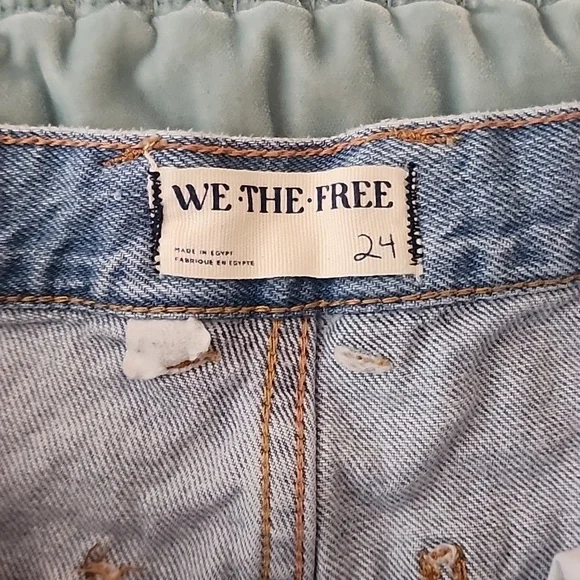 WE·THE·FREE
MADE IN EGYPT
FABRIQUE EN EGYPTE
24